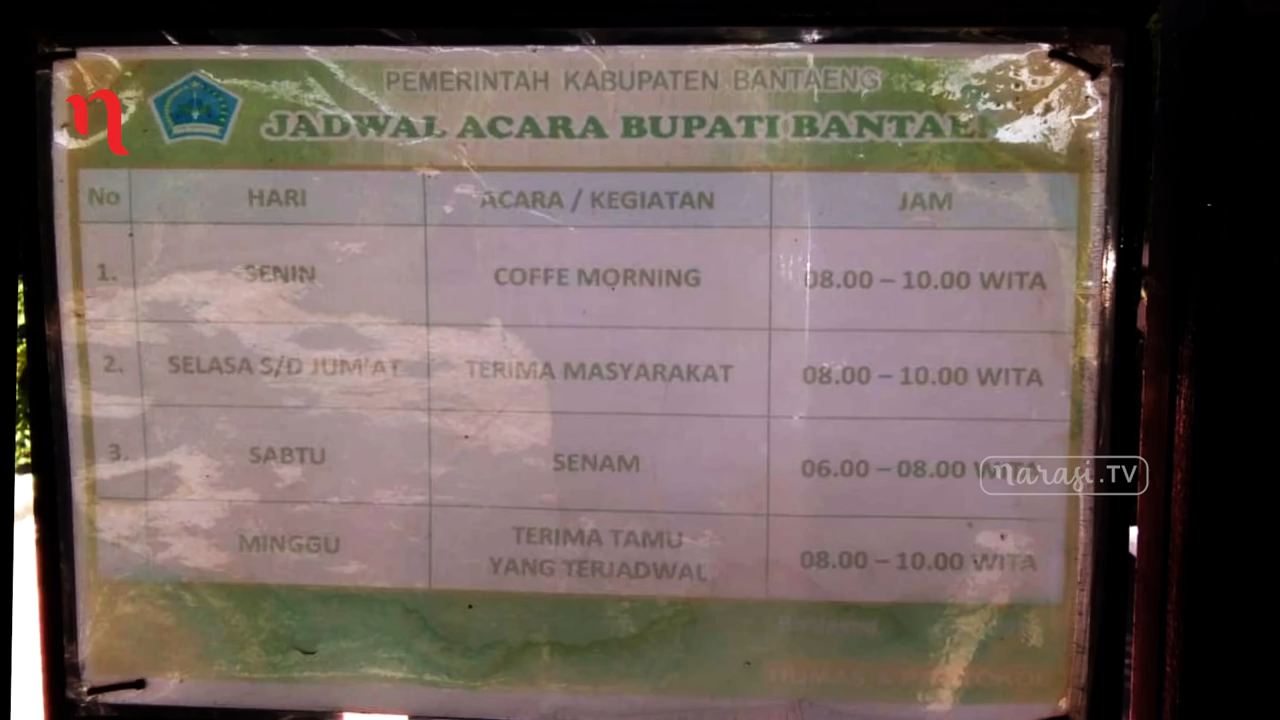 PEMERINTAH KABUPATEN BANTAENG
JADWAL ACARA BUPATI
No HARI ACARA / KEGIATAN JAM
1. SENIN COFFE MORNING 08.00 – 10.00 WITA
2. SELASA S/D JUM'AT TERIMA MASYARAKAT 08.00 – 10.00 WITA
3. SABTU SENAM 06.00 – 08.00 WITA
MINGGU TERIMA TAMU
YANG TERJADWAL 08.00 – 10.00 WITA
narasi.TV